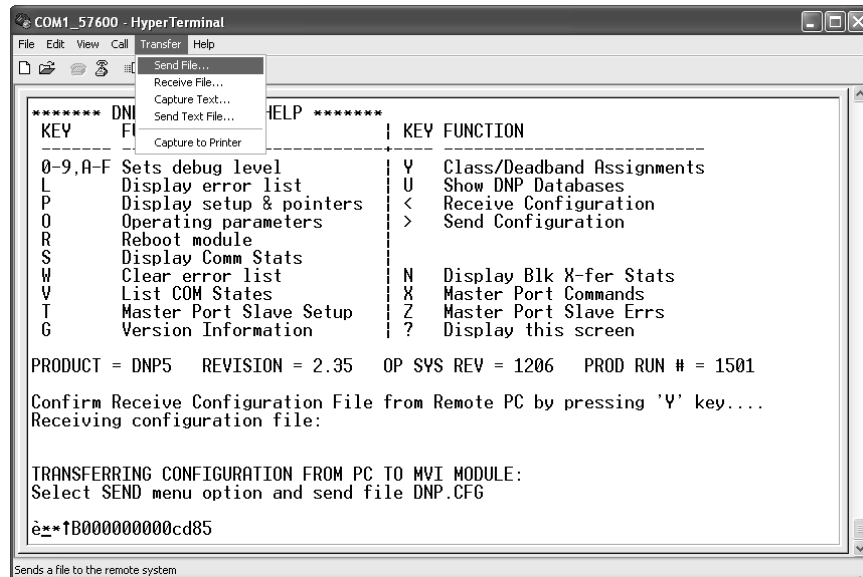 COM1_57600 - HyperTerminal
File Edit View Call Transfer Help
Send File...
Receive File...
Capture Text...
Send Text File...
Capture to Printer
******* DN HELP *******
KEY F | KEY FUNCTION
0-9,A-F Sets debug level | Y Class/Deadband Assignments
L Display error list | U Show DNP Databases
P Display setup & pointers | < Receive Configuration
O Operating parameters | > Send Configuration
R Reboot module |
S Display Comm Stats |
W Clear error list | N Display Blk X-fer Stats
V List COM States | X Master Port Commands
T Master Port Slave Setup | Z Master Port Slave Errs
G Version Information | ? Display this screen
PRODUCT = DNP5 REVISION = 2.35 OP SYS REV = 1206 PROD RUN # = 1501
Confirm Receive Configuration File from Remote PC by pressing 'Y' key....
Receiving configuration file:
TRANSFERRING CONFIGURATION FROM PC TO MVI MODULE:
Select SEND menu option and send file DNP.CFG
è**↑B000000000cd85
Sends a file to the remote system